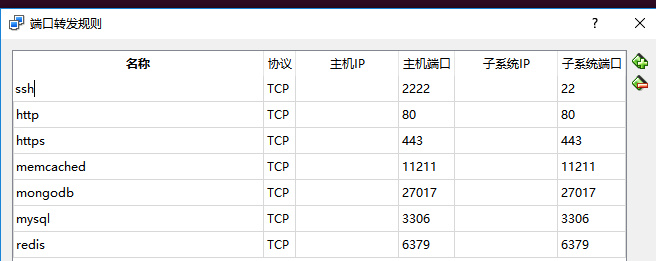 端口转发规则 ?
名称 协议 主机IP 主机端口 子系统IP 子系统端口
ssh TCP 2222 22
http TCP 80 80
https TCP 443 443
memcached TCP 11211 11211
mongodb TCP 27017 27017
mysql TCP 3306 3306
redis TCP 6379 6379